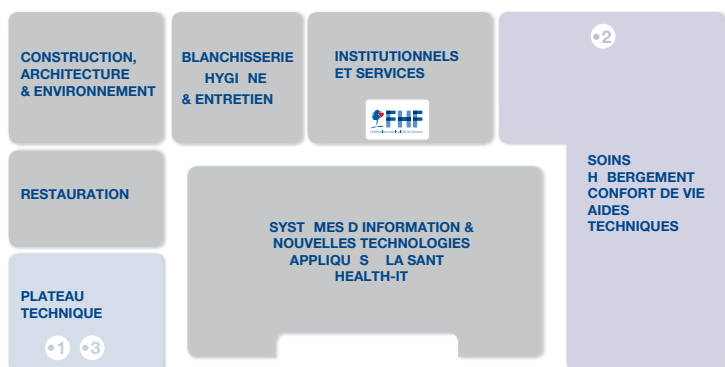 CONSTRUCTION,
ARCHITECTURE
& ENVIRONNEMENT
BLANCHISSERIE
HYGI NE
& ENTRETIEN
INSTITUTIONNELS
ET SERVICES
FHF
•2
RESTAURATION
SYST MES D INFORMATION &
NOUVELLES TECHNOLOGIES
APPLIQU S LA SANT
HEALTH-IT
SOINS
H BERGEMENT
CONFORT DE VIE
AIDES
TECHNIQUES
PLATEAU
TECHNIQUE
•1 •3